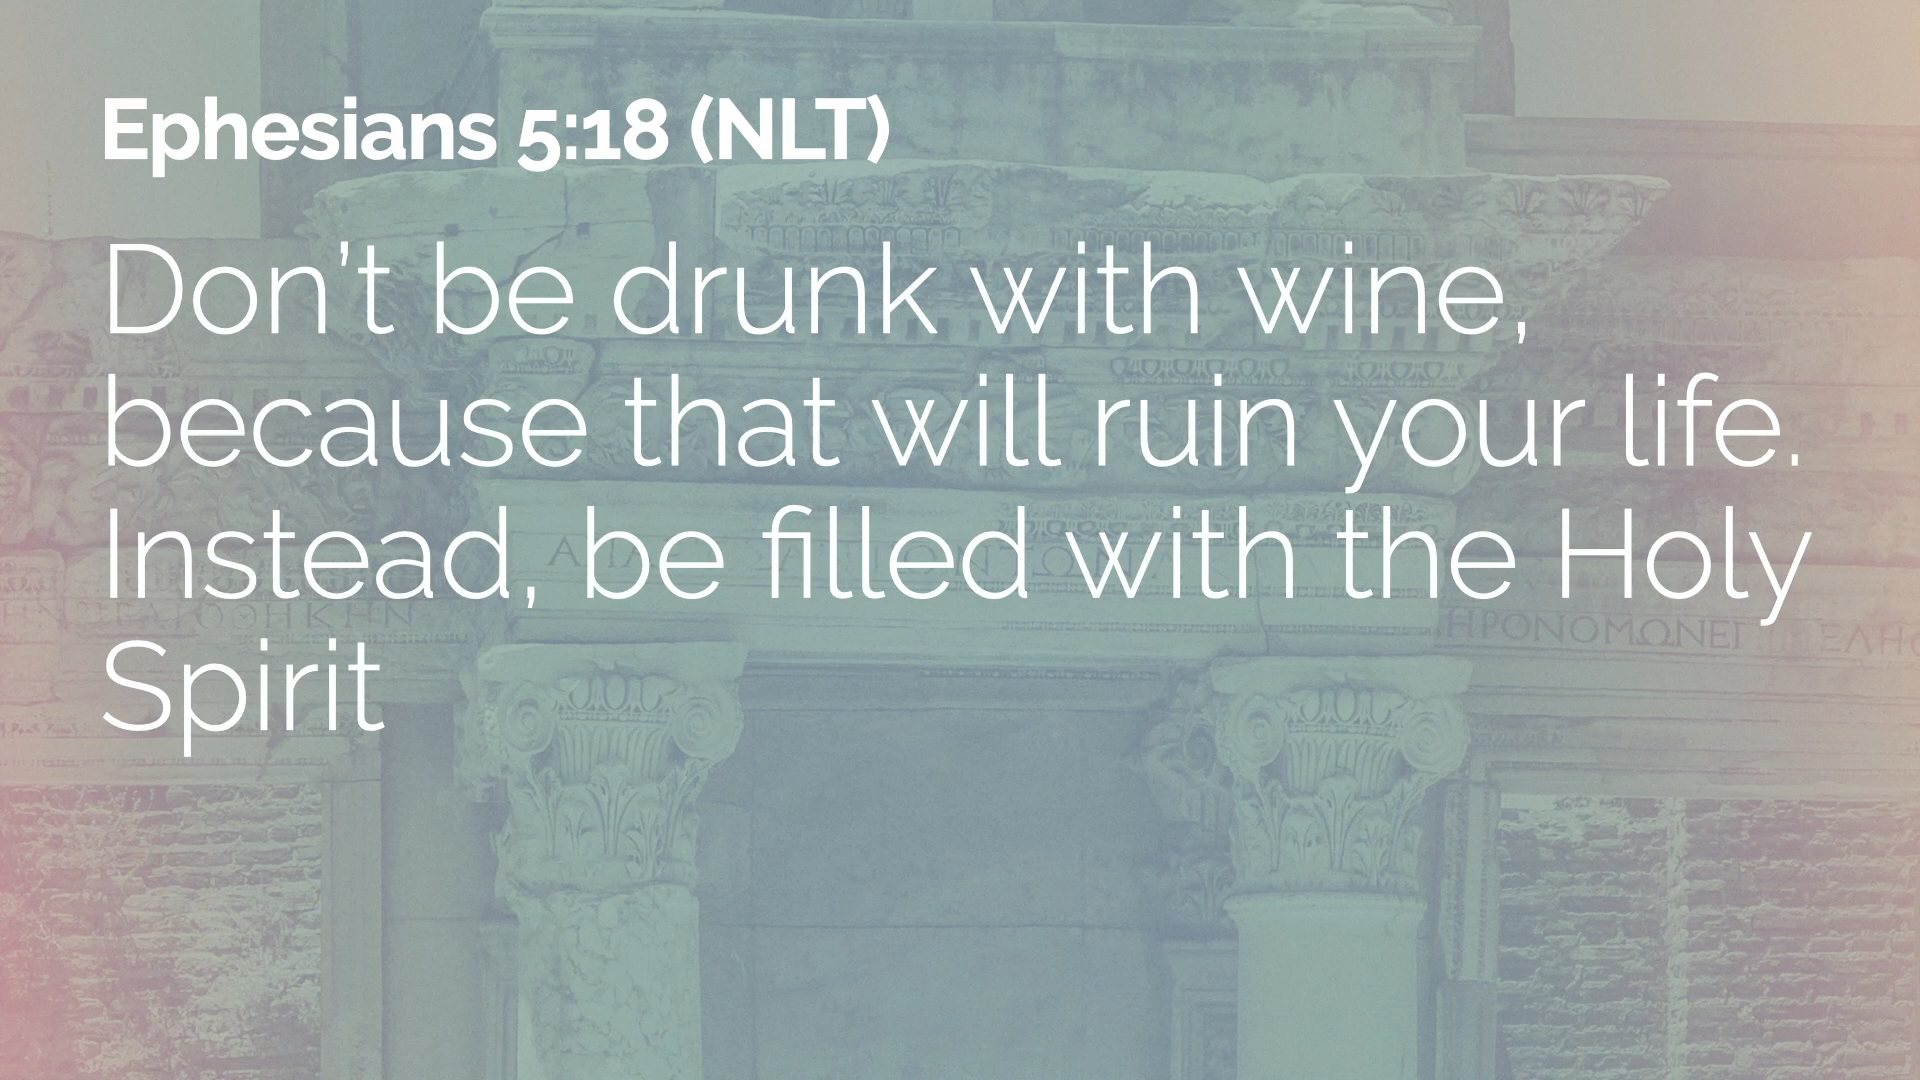 Ephesians 5:18 (NLT)
Don’t be drunk with wine,
because that will ruin your life.
Instead, be filled with the Holy
Spirit
ΗΡΟΝΟΜΩΝΕΙ